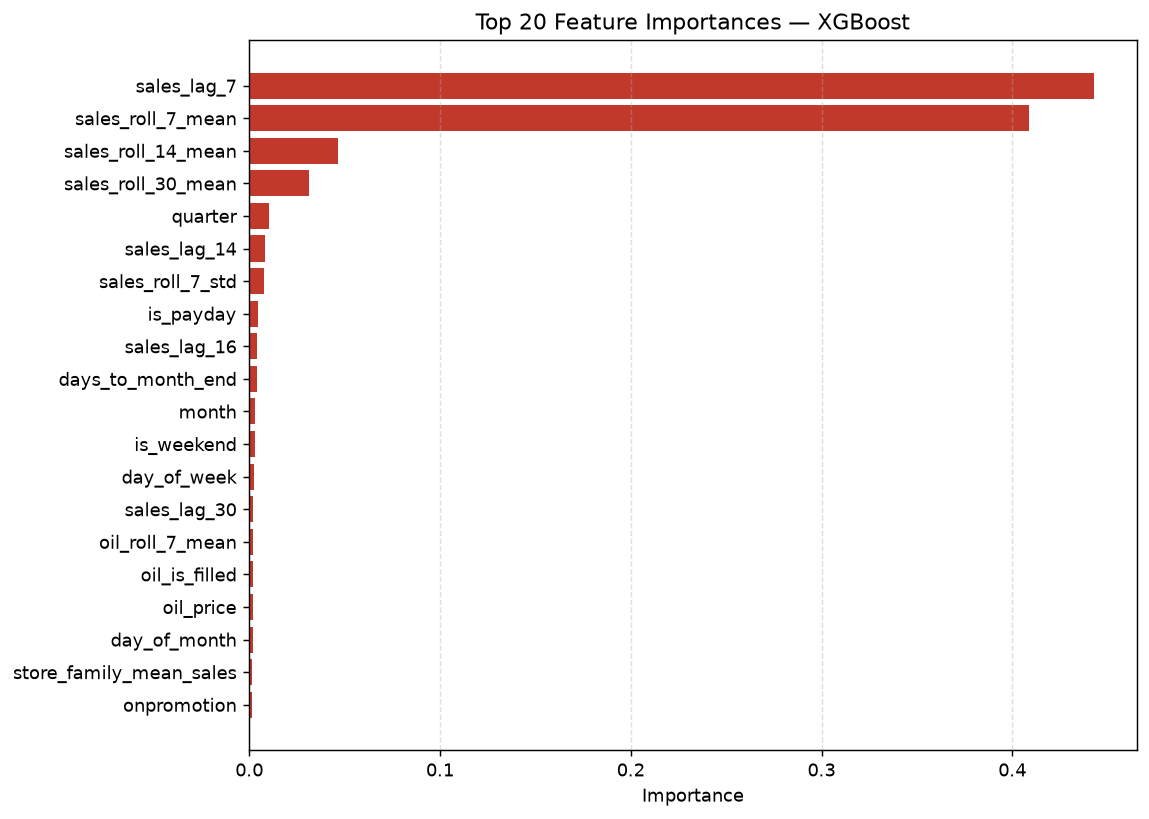 Top 20 Feature Importances — XGBoost
sales_lag_7
sales_roll_7_mean
sales_roll_14_mean
sales_roll_30_mean
quarter
sales_lag_14
sales_roll_7_std
is_payday
sales_lag_16
days_to_month_end
month
is_weekend
day_of_week
sales_lag_30
oil_roll_7_mean
oil_is_filled
oil_price
day_of_month
store_family_mean_sales
onpromotion
0.0 0.1 0.2 0.3 0.4
Importance